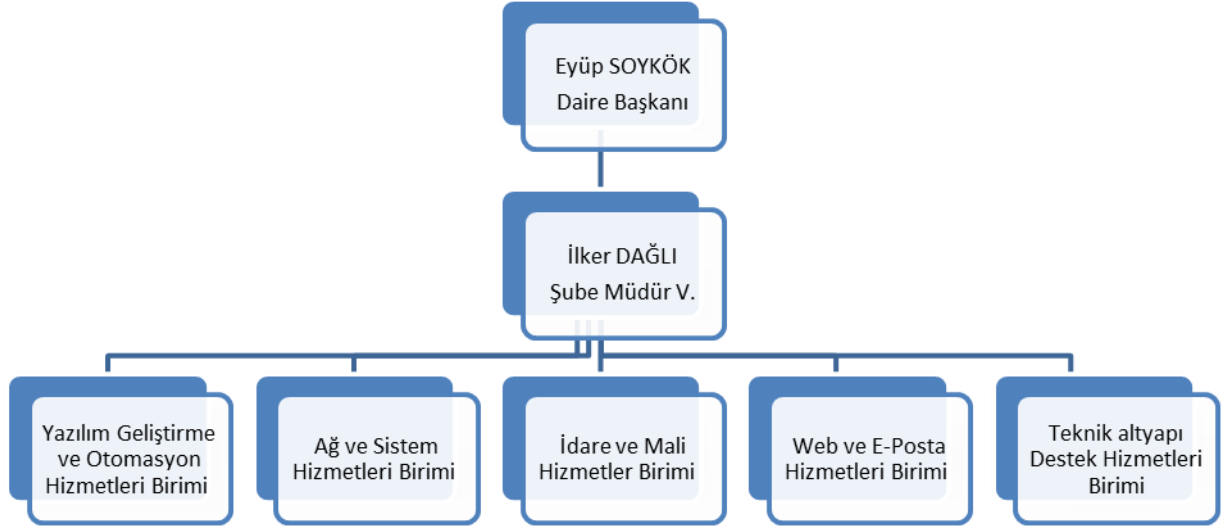 Eyüp SOYKÖK
Daire Başkanı
İlker DAĞLI
Şube Müdür V.
Yazılım Geliştirme
ve Otomasyon
Hizmetleri Birimi
Ağ ve Sistem
Hizmetleri Birimi
İdare ve Mali
Hizmetler Birimi
Web ve E-Posta
Hizmetleri Birimi
Teknik altyapı
Destek Hizmetleri
Birimi